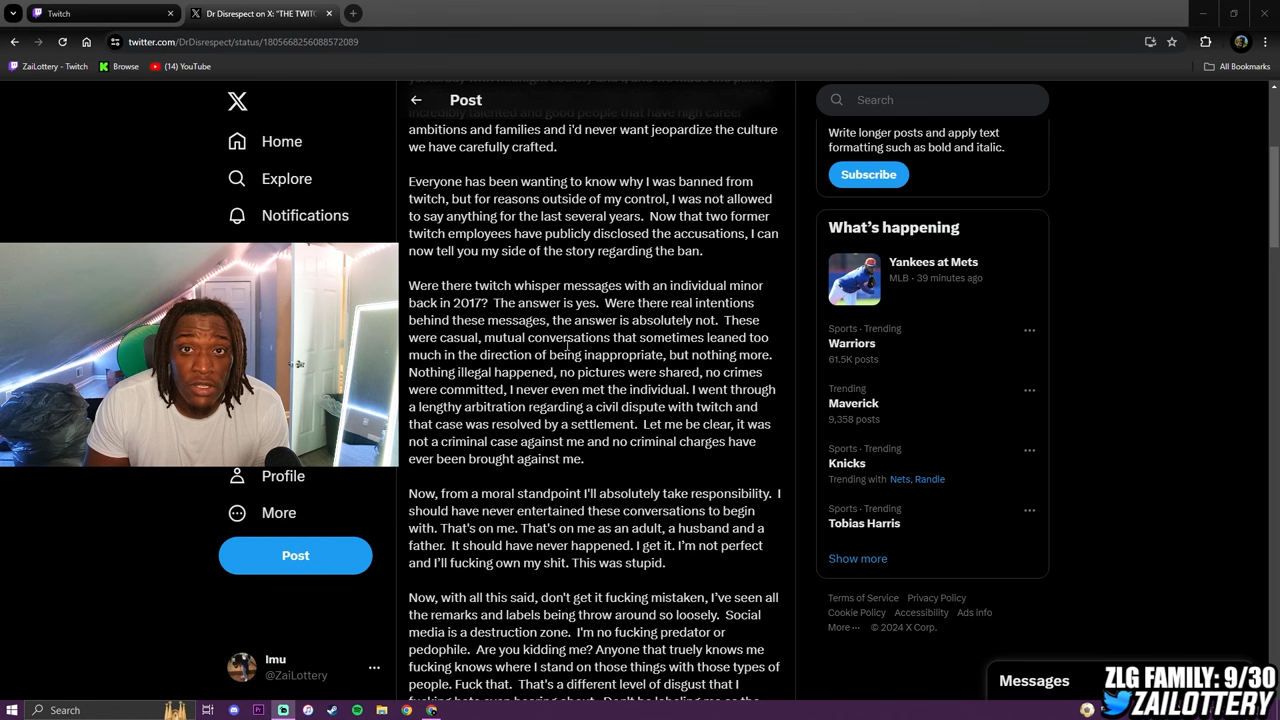 Twitch
Dr Disrespect on X: "THE TWITC
twitter.com/DrDisrespect/status/1805668256088572089
ZaiLottery - Twitch
Browse
(14) YouTube
All Bookmarks
Home
Explore
Notifications
Profile
More
Post
Imu
@ZaiLottery
Post
incredibly talented and good people that have high career
ambitions and families and i'd never want jeopardize the culture
we have carefully crafted.
Everyone has been wanting to know why I was banned from
twitch, but for reasons outside of my control, I was not allowed
to say anything for the last several years.  Now that two former
twitch employees have publicly disclosed the accusations, I can
now tell you my side of the story regarding the ban.
Were there twitch whisper messages with an individual minor
back in 2017?  The answer is yes.  Were there real intentions
behind these messages, the answer is absolutely not.  These
were casual, mutual conversations that sometimes leaned too
much in the direction of being inappropriate, but nothing more.
Nothing illegal happened, no pictures were shared, no crimes
were committed, I never even met the individual. I went through
a lengthy arbitration regarding a civil dispute with twitch and
that case was resolved by a settlement.  Let me be clear, it was
not a criminal case against me and no criminal charges have
ever been brought against me.
Now, from a moral standpoint I'll absolutely take responsibility.  I
should have never entertained these conversations to begin
with. That's on me. That's on me as an adult, a husband and a
father.  It should have never happened. I get it. I'm not perfect
and I'll fucking own my shit. This was stupid.
Now, with all this said, don't get it fucking mistaken, I've seen all
the remarks and labels being throw around so loosely.  Social
media is a destruction zone.  I'm no fucking predator or
pedophile.  Are you kidding me? Anyone that truely knows me
fucking knows where I stand on those things with those types of
people. Fuck that.  That's a different level of disgust that I
Search
Write longer posts and apply text
formatting such as bold and italic.
Subscribe
What's happening
Yankees at Mets
MLB · 39 minutes ago
Sports · Trending
Warriors
61.5K posts
Trending
Maverick
9,358 posts
Sports · Trending
Knicks
Trending with Nets, Randle
Sports · Trending
Tobias Harris
Show more
Terms of Service Privacy Policy
Cookie Policy Accessibility Ads info
More ··· © 2024 X Corp.
Messages
ZLG FAMILY: 9/30
ZAILOTTERY
Search